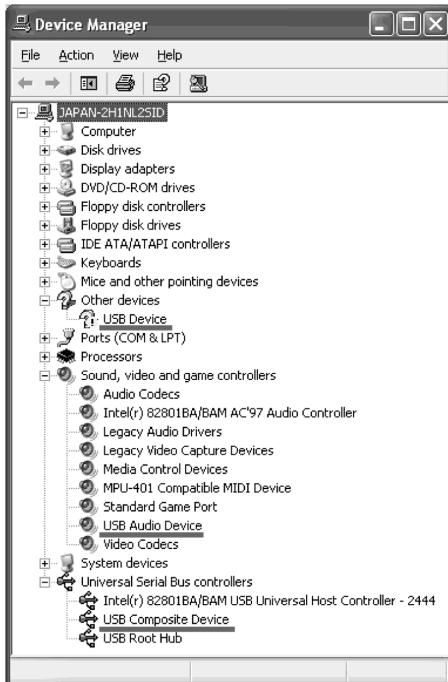 Device Manager
File Action View Help
JAPAN-2H1NL2SID
Computer
Disk drives
Display adapters
DVD/CD-ROM drives
Floppy disk controllers
Floppy disk drives
IDE ATA/ATAPI controllers
Keyboards
Mice and other pointing devices
Other devices
USB Device
Ports (COM & LPT)
Processors
Sound, video and game controllers
Audio Codecs
Intel(r) 82801BA/BAM AC'97 Audio Controller
Legacy Audio Drivers
Legacy Video Capture Devices
Media Control Devices
MPU-401 Compatible MIDI Device
Standard Game Port
USB Audio Device
Video Codecs
System devices
Universal Serial Bus controllers
Intel(r) 82801BA/BAM USB Universal Host Controller - 2444
USB Composite Device
USB Root Hub